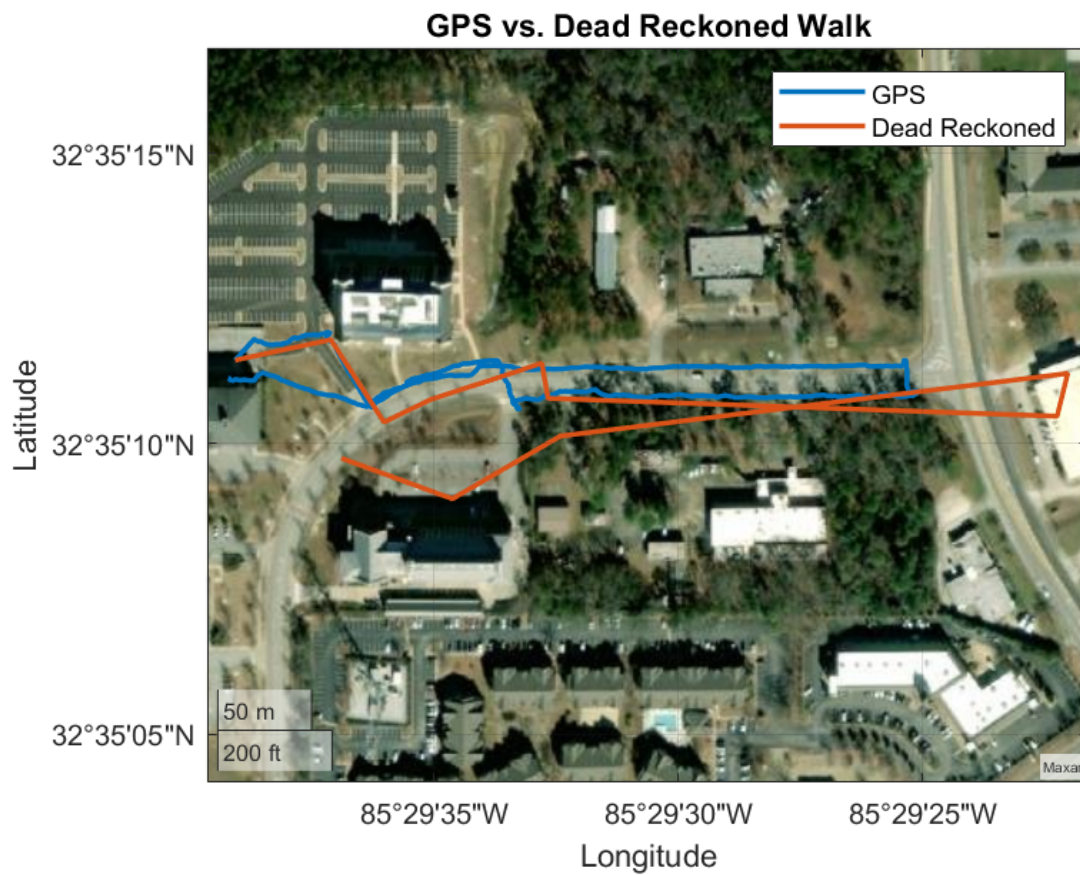 GPS vs. Dead Reckoned Walk
GPS
Dead Reckoned
32°35'15"N
32°35'10"N
32°35'05"N
Latitude
50 m
200 ft
Maxar
85°29'35"W
85°29'30"W
85°29'25"W
Longitude